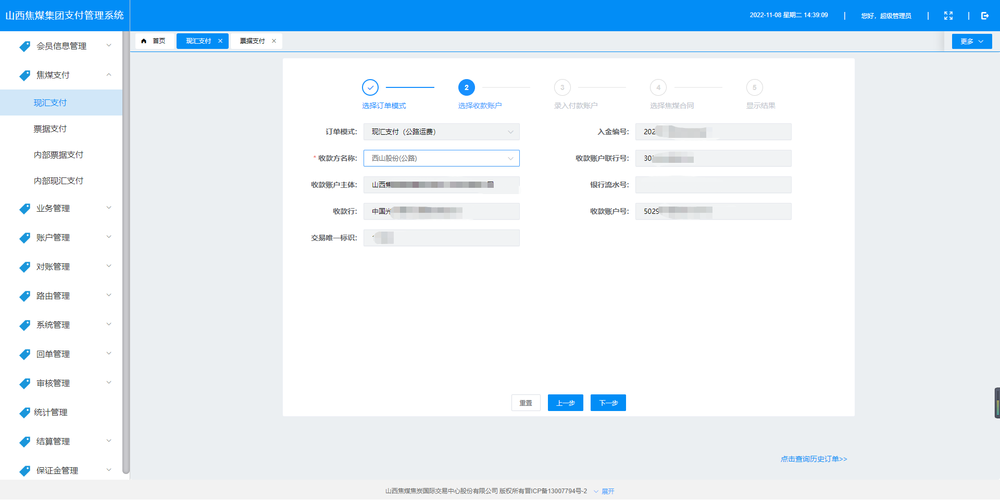 山西焦煤集团支付管理系统
2022-11-08 星期二 14:39:09
您好，超级管理员
首页
现汇支付
票据支付
更多
会员信息管理
焦煤支付
现汇支付
票据支付
内部票据支付
内部现汇支付
业务管理
账户管理
对账管理
路由管理
系统管理
回单管理
审核管理
统计管理
结算管理
保证金管理
2 3 4 5
选择订单模式 选择收款账户 录入付款账户 选择焦煤合同 显示结果
订单模式: 现汇支付（公路运费） 入金编号: 202
* 收款方名称: 西山股份(公路) 收款账户联行号: 30
收款账户主体: 山西焦 银行流水号:
收款行: 中国光 收款账户号: 5029
交易唯一标识:
重置 上一步 下一步
点击查询历史订单>>
山西焦煤焦炭国际交易中心股份有限公司 版权所有晋ICP备13007794号-2 展开